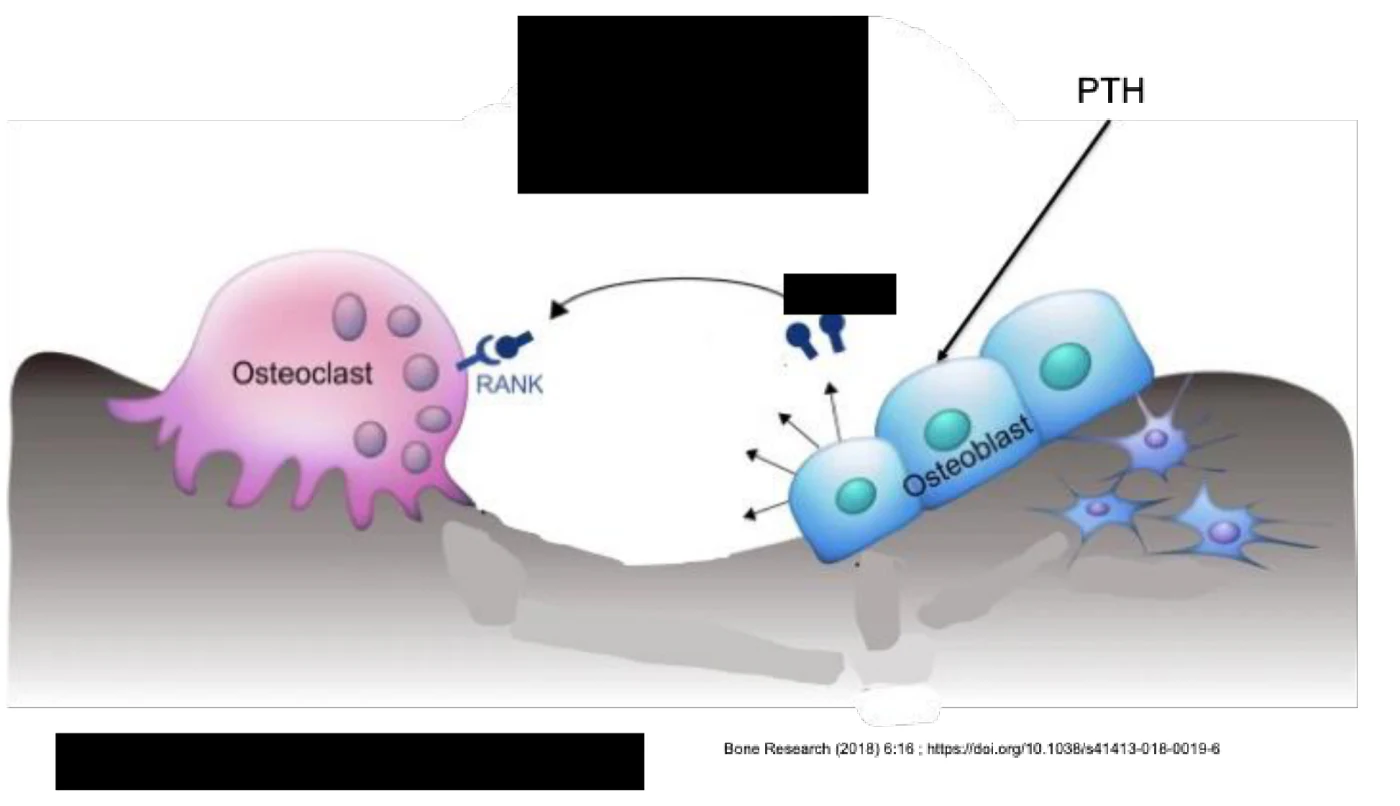 PTH
Osteoclast
RANK
Osteoblast
Bone Research (2018) 6:16 ; https://doi.org/10.1038/s41413-018-0019-6